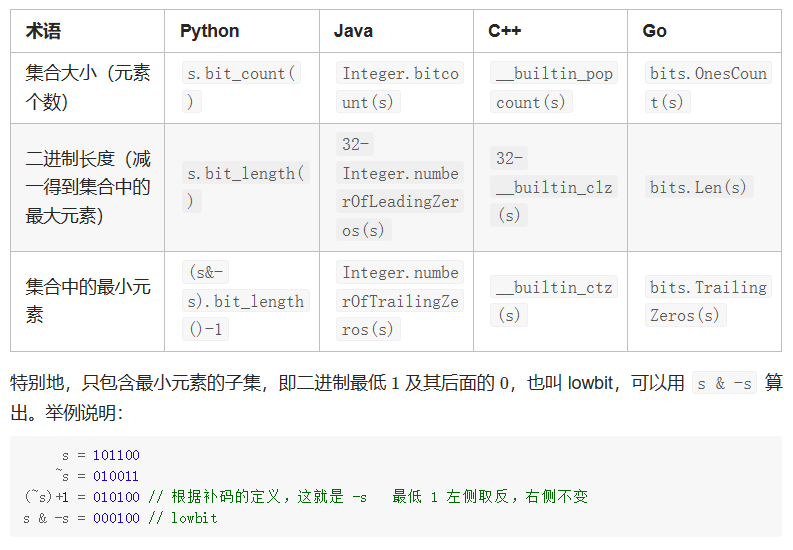 术语 Python Java C++ Go
集合大小（元素个数） s.bit_count() Integer.bitcount(s) __builtin_popcount(s) bits.OnesCount(s)
二进制长度（减一得到集合中的最大元素） s.bit_length() 32-Integer.numberOfLeadingZeros(s) 32-__builtin_clz(s) bits.Len(s)
集合中的最小元素 (s&-s).bit_length()-1 Integer.numberOfTrailingZeros(s) __builtin_ctz(s) bits.TrailingZeros(s)
特别地，只包含最小元素的子集，即二进制最低 1 及其后面的 0，也叫 lowbit，可以用 s & -s 算
出。举例说明：
s = 101100
~s = 010011
(~s)+1 = 010100 // 根据补码的定义，这就是 -s 最低 1 左侧取反，右侧不变
s & -s = 000100 // lowbit